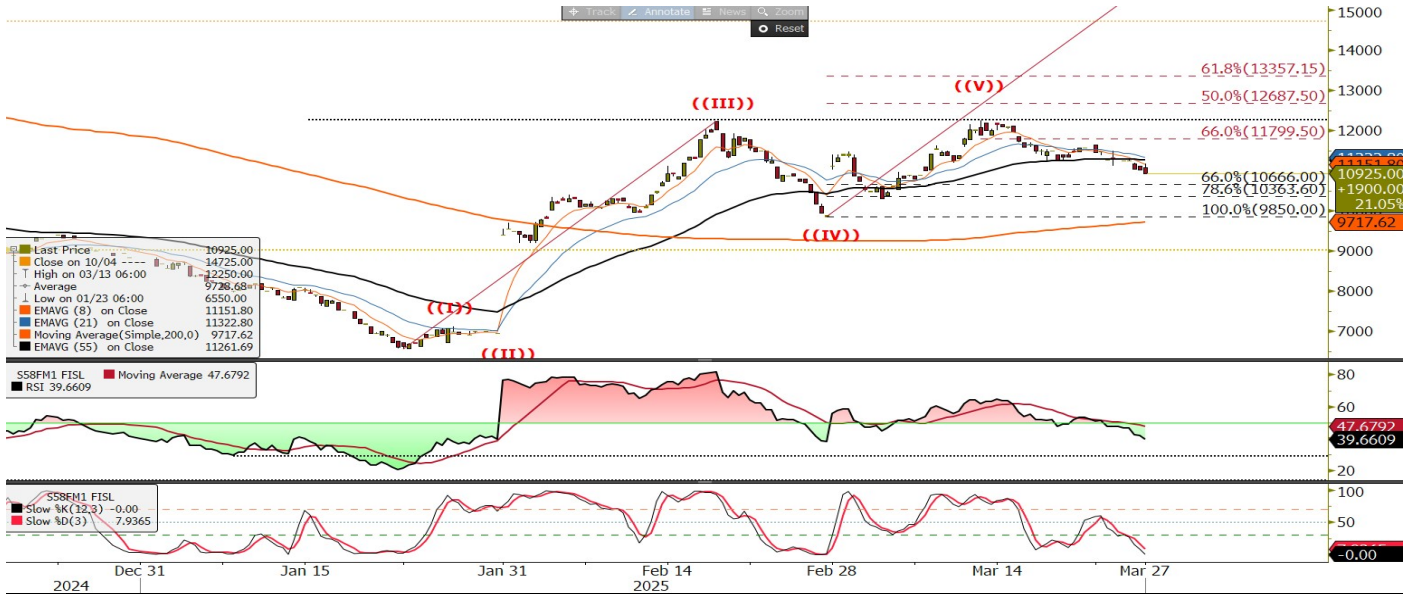 Track Annotate News Zoom
Reset
15000
14000
61.8%(13357.15)
((V))
13000
((III))
50.0%(12687.50)
12000
66.0%(11799.50)
11151.80
66.0%(10666.00)
10925.00
78.6%(10363.60)
+1900.00
21.05%
100.0%(9850.00)
((IV))
9717.62
9000
8000
7000
((I))
((II))
Last Price 10925.00
Close on 10/04 ---- 14725.00
High on 03/13 06:00 12250.00
Average 9728.68
Low on 01/23 06:00 6550.00
EMAVG (8) on Close 11151.80
EMAVG (21) on Close 11322.80
Moving Average(Simple,200,0) 9717.62
EMAVG (55) on Close 11261.69
S58FM1 FISL Moving Average 47.6792
RSI 39.6609
80
60
47.6792
39.6609
20
S58FM1 FISL
Slow %K(12,3) -0.00
Slow %D(3) 7.9365
100
50
-0.00
Dec 31 Jan 15 Jan 31 Feb 14 Feb 28 Mar 14 Mar 27
2024 2025